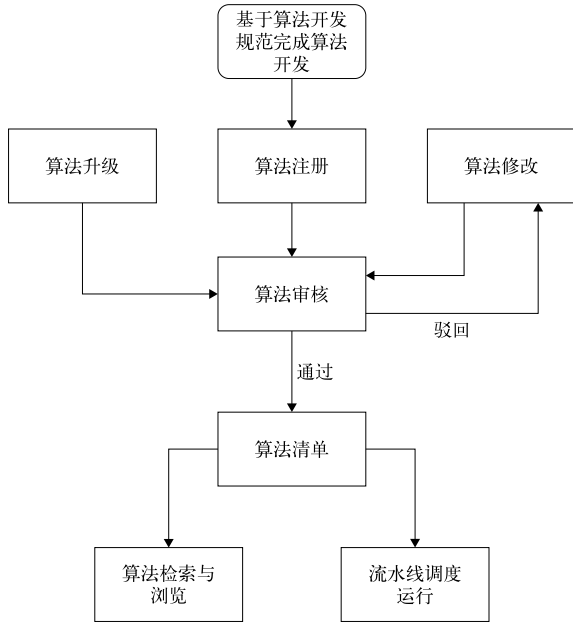 基于算法开发
规范完成算法
开发
算法升级
算法注册
算法修改
算法审核
驳回
通过
算法清单
算法检索与
浏览
流水线调度
运行